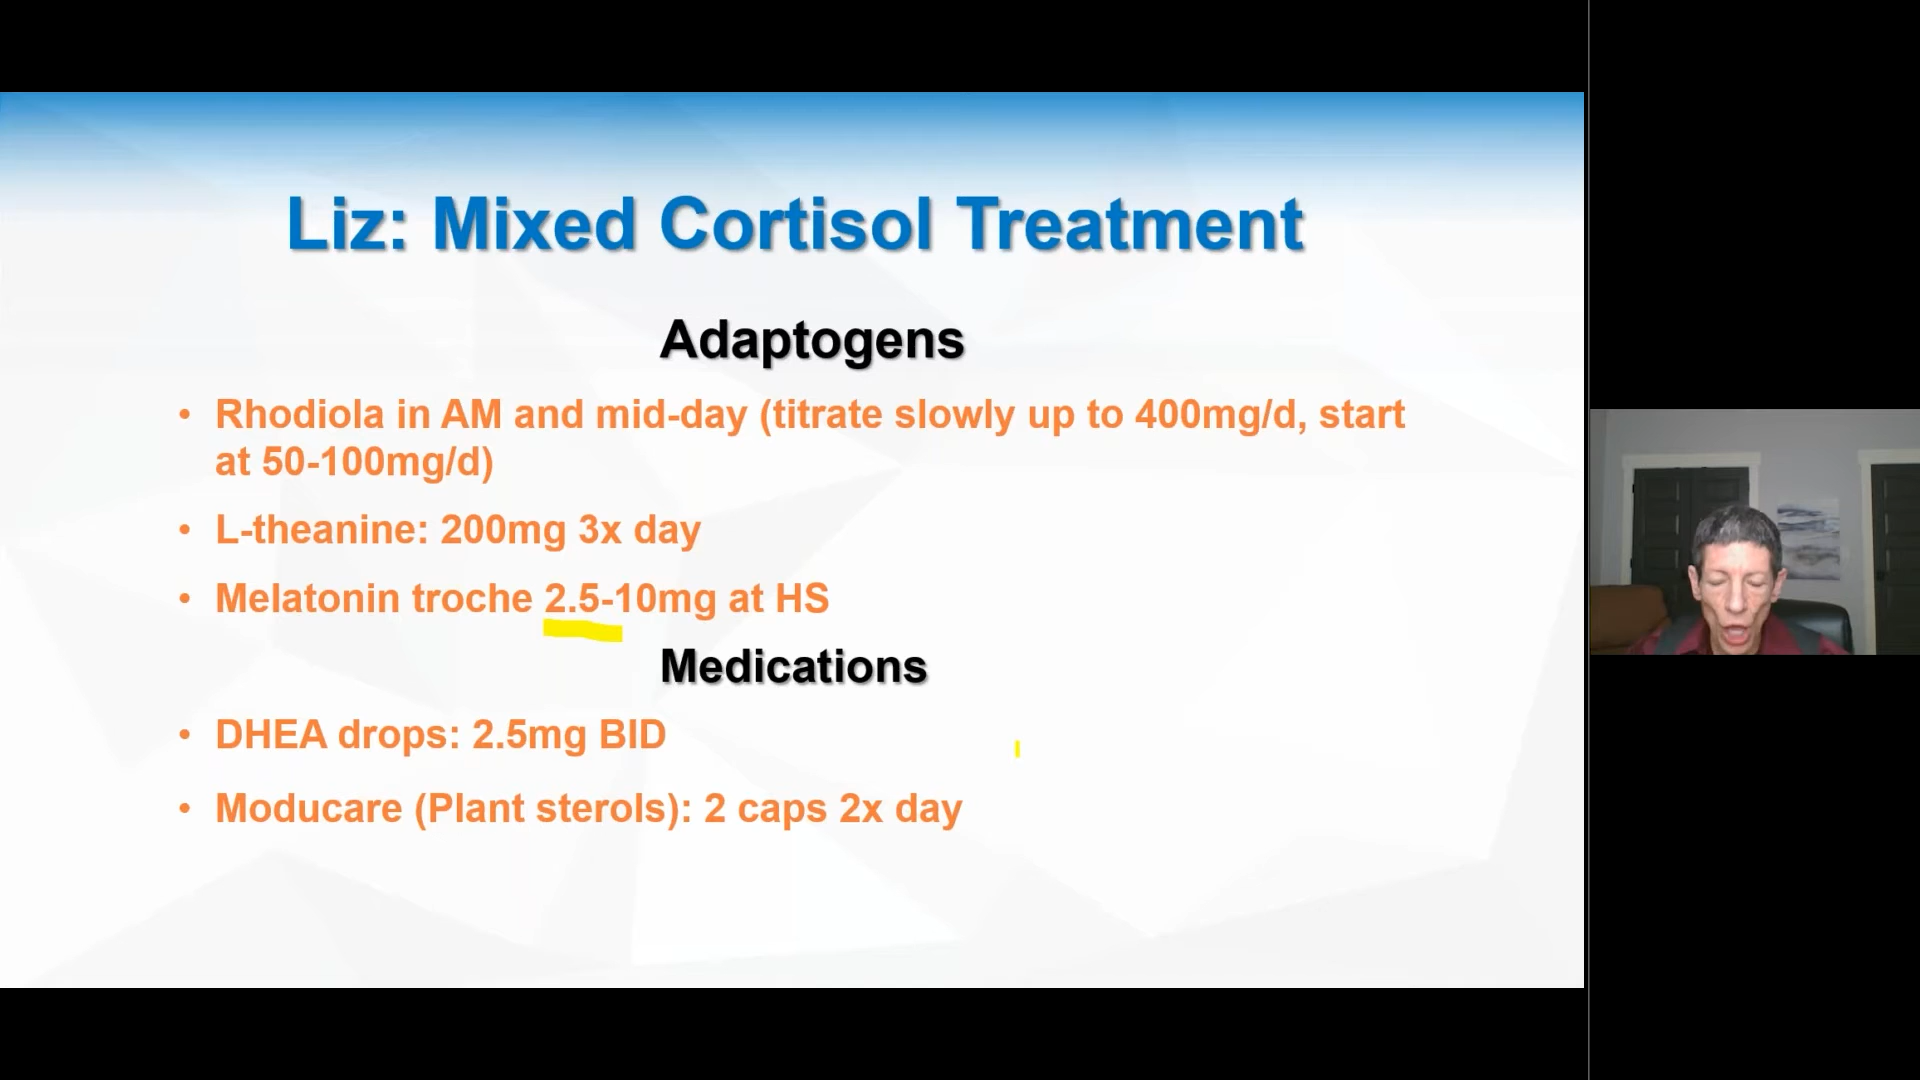 Liz: Mixed Cortisol Treatment
Adaptogens
• Rhodiola in AM and mid-day (titrate slowly up to 400mg/d, start
at 50-100mg/d)
• L-theanine: 200mg 3x day
• Melatonin troche 2.5-10mg at HS
Medications
• DHEA drops: 2.5mg BID
• Moducare (Plant sterols): 2 caps 2x day